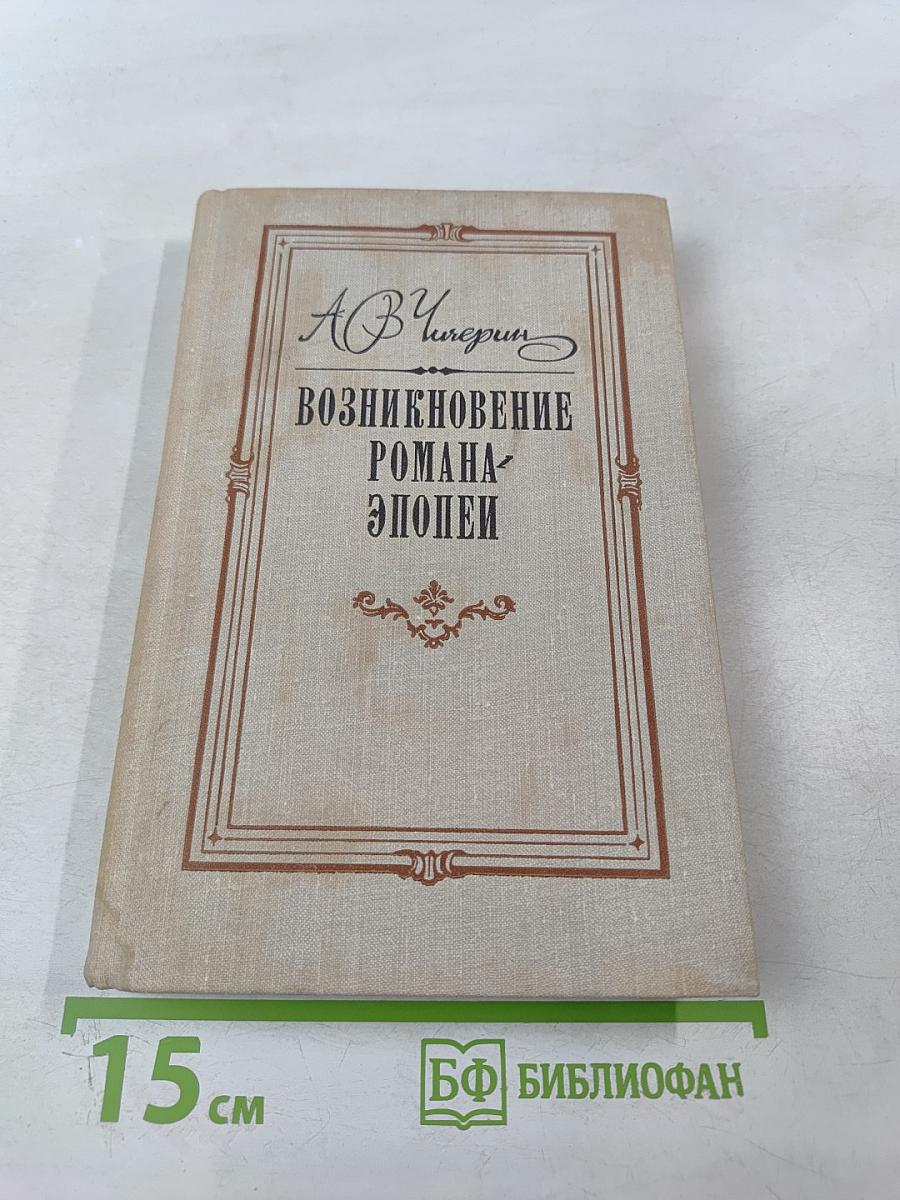 А В Чичерин
ВОЗНИКНОВЕНИЕ
РОМАНА-
ЭПОПЕИ
15 см
БФ БИБЛИОФАН